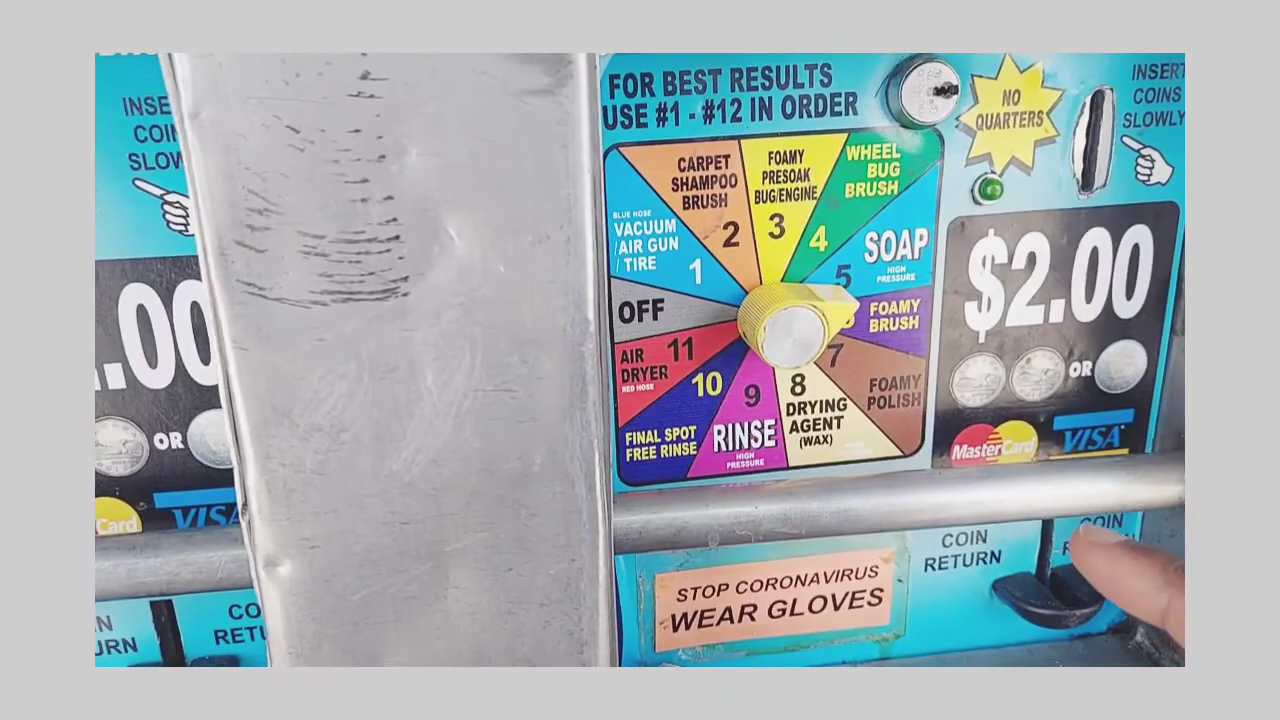 INSE
COIN
SLOW
.00
OR
Card
VISA
N
URN
CO
RETU
FOR BEST RESULTS
USE #1 - #12 IN ORDER
NO
QUARTERS
INSERT
COINS
SLOWLY
BLUE HOSE
VACUUM
/AIR GUN
/ TIRE
1
CARPET
SHAMPOO
BRUSH
2
FOAMY
PRESOAK
BUG/ENGINE
3
WHEEL
BUG
BRUSH
4
SOAP
HIGH
PRESSURE
5
FOAMY
BRUSH
7
FOAMY
POLISH
8
DRYING
AGENT
(WAX)
9
RINSE
HIGH
PRESSURE
10
FINAL SPOT
FREE RINSE
11
AIR
DRYER
RED HOSE
OFF
$2.00
OR
MasterCard
VISA
COIN
RETURN
COIN
STOP CORONAVIRUS
WEAR GLOVES